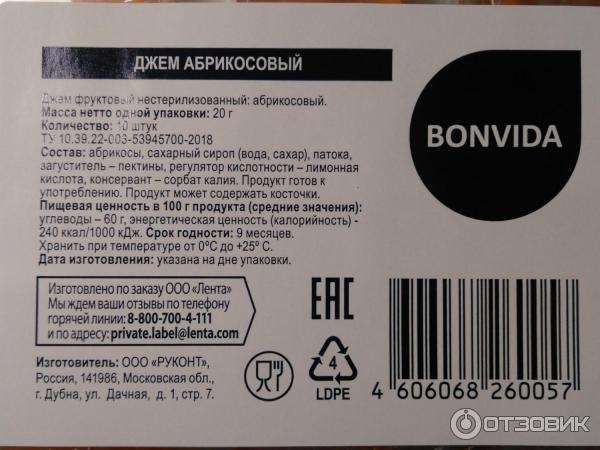 ДЖЕМ АБРИКОСОВЫЙ
Джем фруктовый нестерилизованный: абрикосовый.
Масса нетто одной упаковки: 20 г
Количество: 10 штук
ТУ 10.39.22-003-53945700-2018
Состав: абрикосы, сахарный сироп (вода, сахар), патока,
загуститель – пектины, регулятор кислотности – лимонная
кислота, консервант – сорбат калия. Продукт готов к
употреблению. Продукт может содержать косточки.
Пищевая ценность в 100 г продукта (средние значения):
углеводы – 60 г, энергетическая ценность (калорийность) -
240 ккал/1000 кДж. Срок годности: 9 месяцев.
Хранить при температуре от 0°С до +25° С.
Дата изготовления: указана на дне упаковки.
BONVIDA
Изготовлено по заказу ООО «Лента»
Мы ждем ваши отзывы по телефону
горячей линии: 8-800-700-4-111
и по адресу: private.label@lenta.com
Изготовитель: ООО «РУКОНТ»,
Россия, 141986, Московская обл.,
г. Дубна, ул. Дачная, д. 1, стр. 7.
EAC
4
LDPE
4 606068 260057
ОТЗОВИК